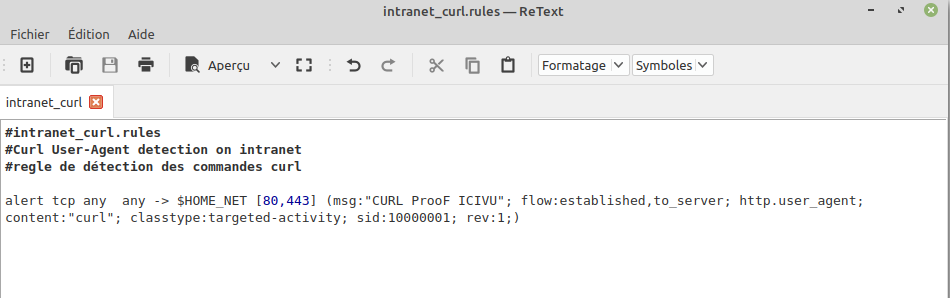 intranet_curl.rules — ReText
Fichier Édition Aide
Aperçu Formatage Symboles
intranet_curl
#intranet_curl.rules
#Curl User-Agent detection on intranet
#regle de détection des commandes curl
alert tcp any  any -> $HOME_NET [80,443] (msg:"CURL ProoF ICIVU"; flow:established,to_server; http.user_agent;
content:"curl"; classtype:targeted-activity; sid:10000001; rev:1;)